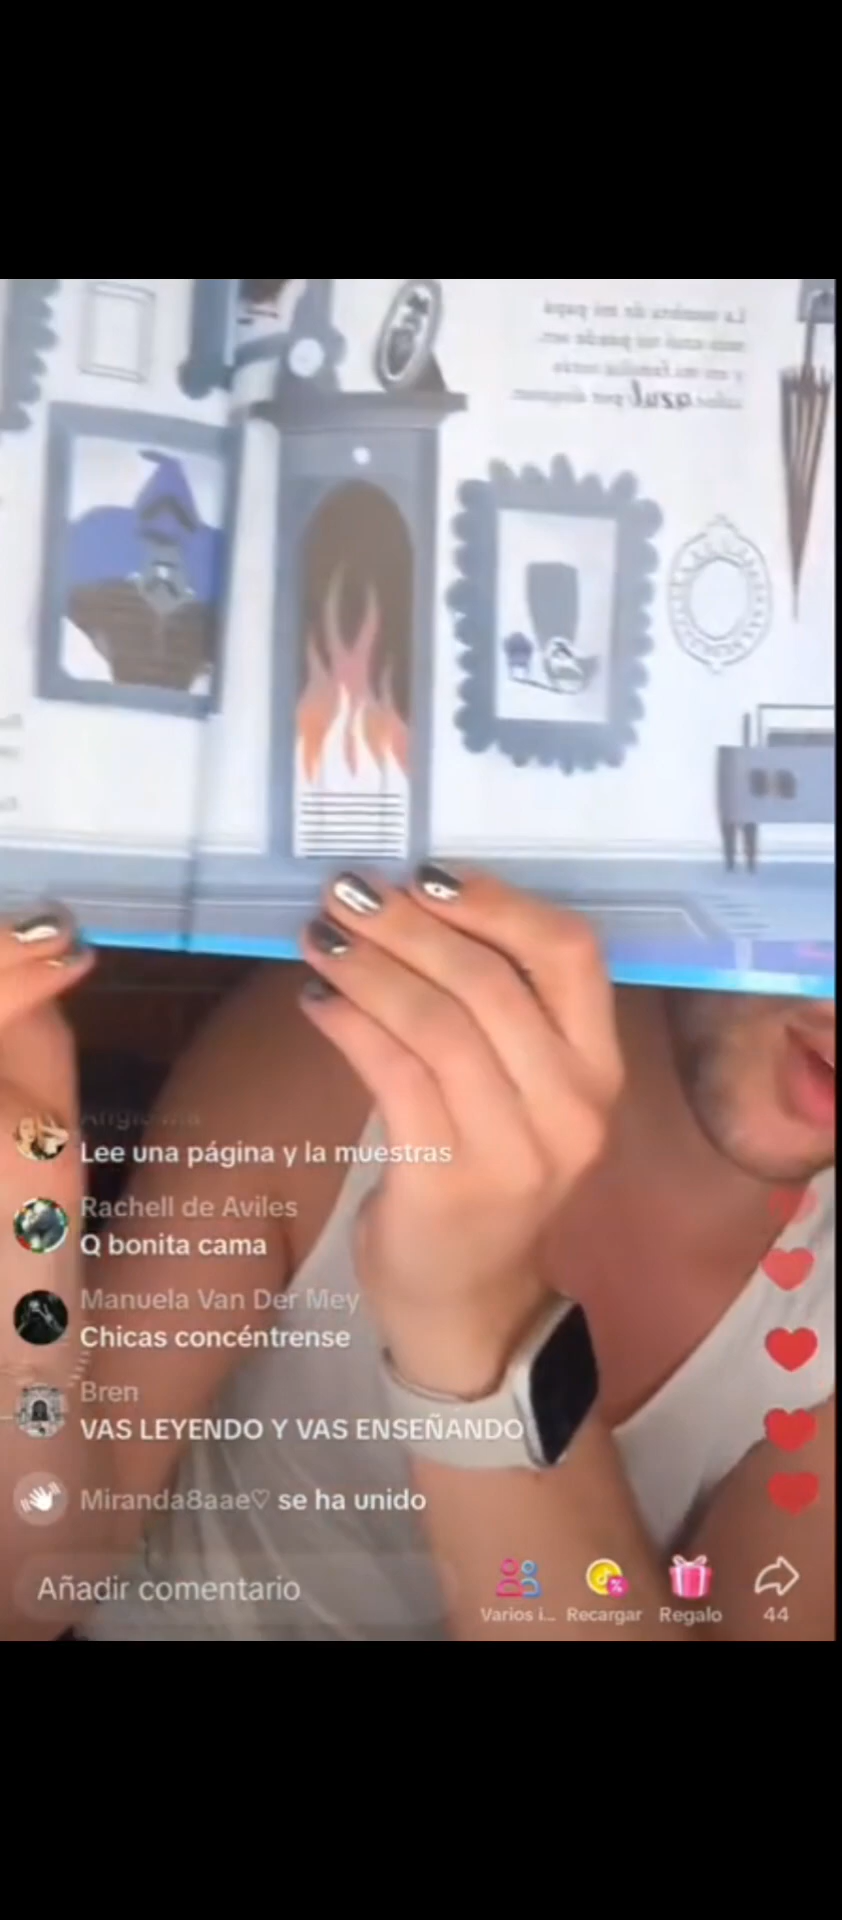 La sombra de mi papá
más azul no puede ser
y en mi familia
azul
Lee una página y la muestras
Rachell de Aviles
Q bonita cama
Manuela Van Der Mey
Chicas concéntrense
Bren
VAS LEYENDO Y VAS ENSEÑANDO
Miranda8aae♡ se ha unido
Añadir comentario
Varios i...
Recargar
Regalo
44